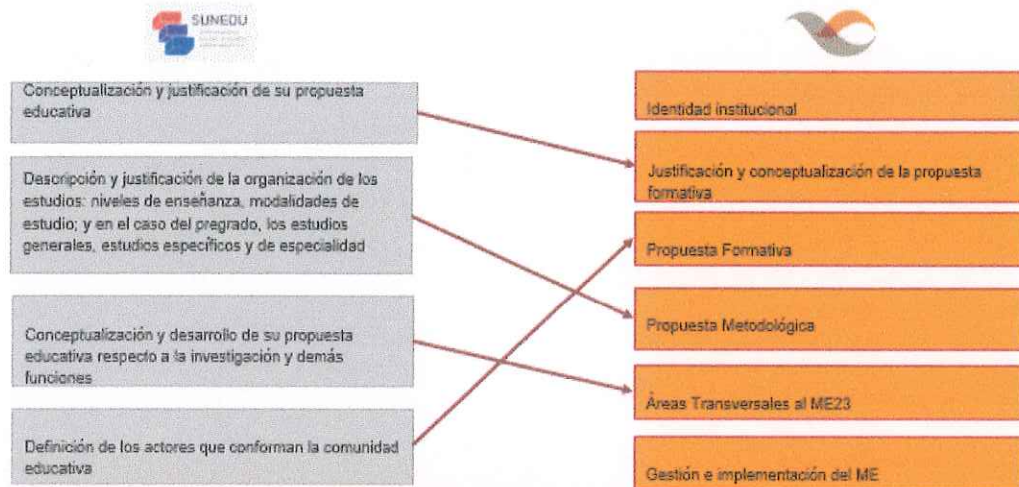 SUNEDU
Conceptualización y justificación de su propuesta
educativa
Descripción y justificación de la organización de los
estudios: niveles de enseñanza, modalidades de
estudio; y en el caso del pregrado, los estudios
generales, estudios específicos y de especialidad
Conceptualización y desarrollo de su propuesta
educativa respecto a la investigación y demás
funciones
Definición de los actores que conforman la comunidad
educativa
Identidad institucional
Justificación y conceptualización de la propuesta
formativa
Propuesta Formativa
Propuesta Metodológica
Áreas Transversales al ME23
Gestión e implementación del ME